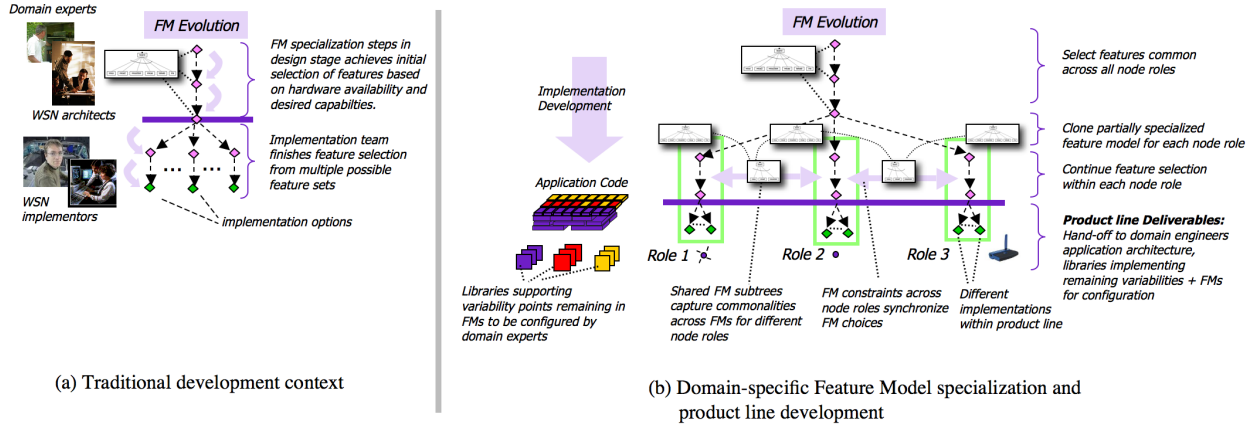 Domain experts
FM Evolution
FM specialization steps in
design stage achieves initial
selection of features based
on hardware availability and
desired capabilties.
WSN architects
Implementation team
finishes feature selection
from multiple possible
feature sets
WSN
implementors
implementation options
(a) Traditional development context
FM Evolution
Select features common
across all node roles
Implementation
Development
Clone partially specialized
feature model for each node role
Continue feature selection
within each node role
Application Code
Product line Deliverables:
Hand-off to domain engineers
application architecture,
libraries implementing
remaining variabilities + FMs
for configuration
Role 1
Role 2
Role 3
Libraries supporting
variability points remaining in
FMs to be configured by
domain experts
Shared FM subtrees
capture commonalities
across FMs for different
node roles
FM constraints across
node roles synchronize
FM choices
Different
implementations
within product line
(b) Domain-specific Feature Model specialization and
product line development